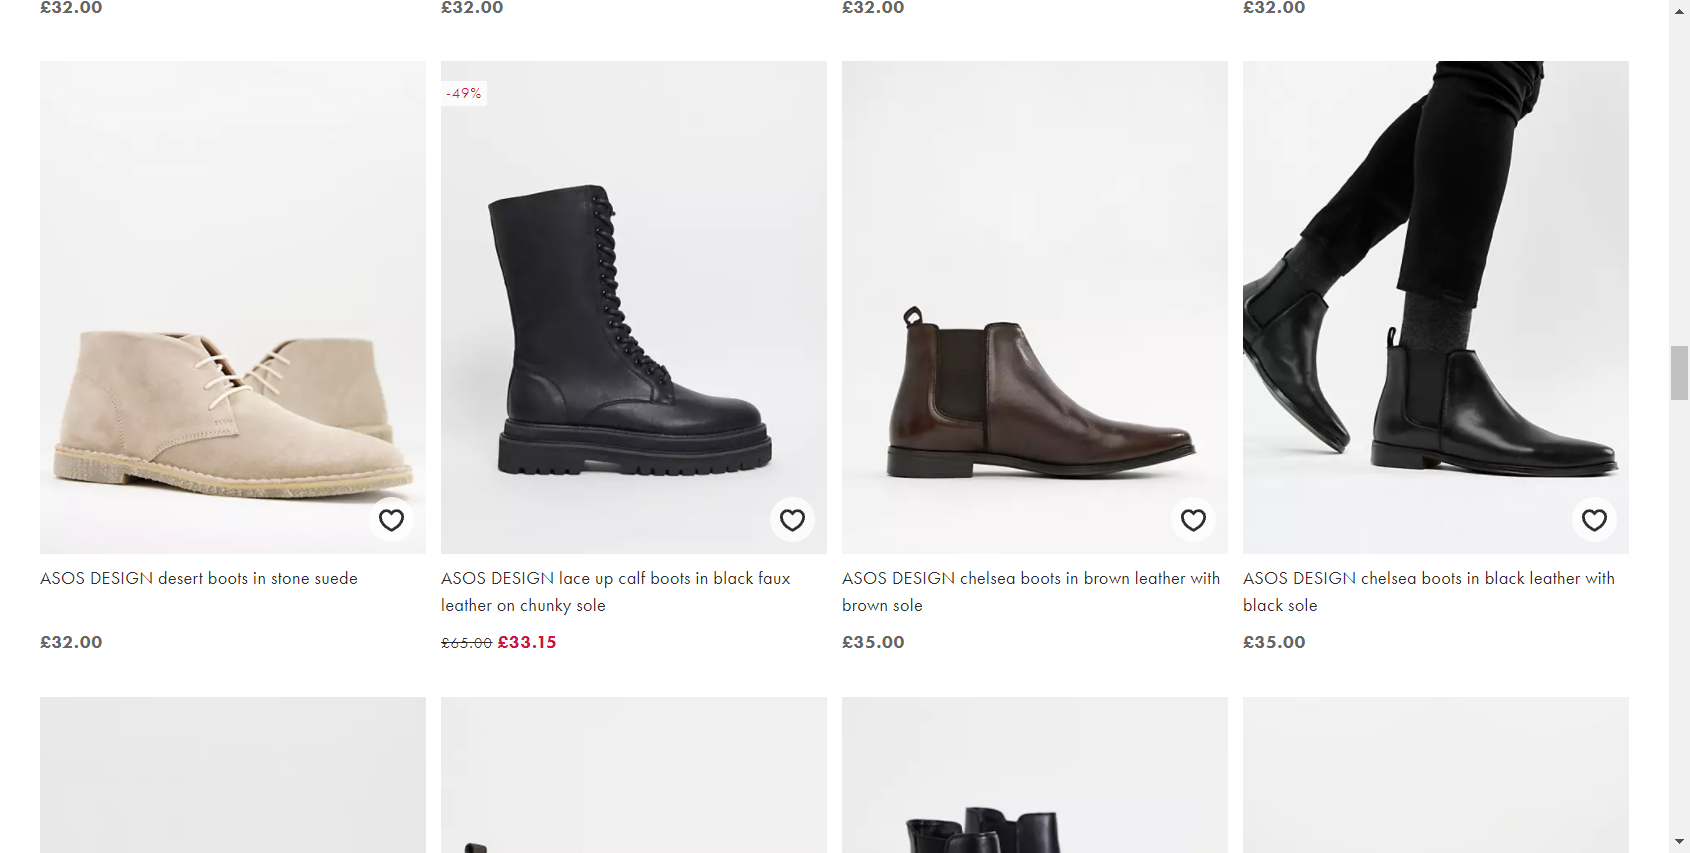 £32.00
£32.00
£32.00
£32.00
-49%
ASOS DESIGN desert boots in stone suede
£32.00
ASOS DESIGN lace up calf boots in black faux
leather on chunky sole
£65.00 £33.15
ASOS DESIGN chelsea boots in brown leather with
brown sole
£35.00
ASOS DESIGN chelsea boots in black leather with
black sole
£35.00